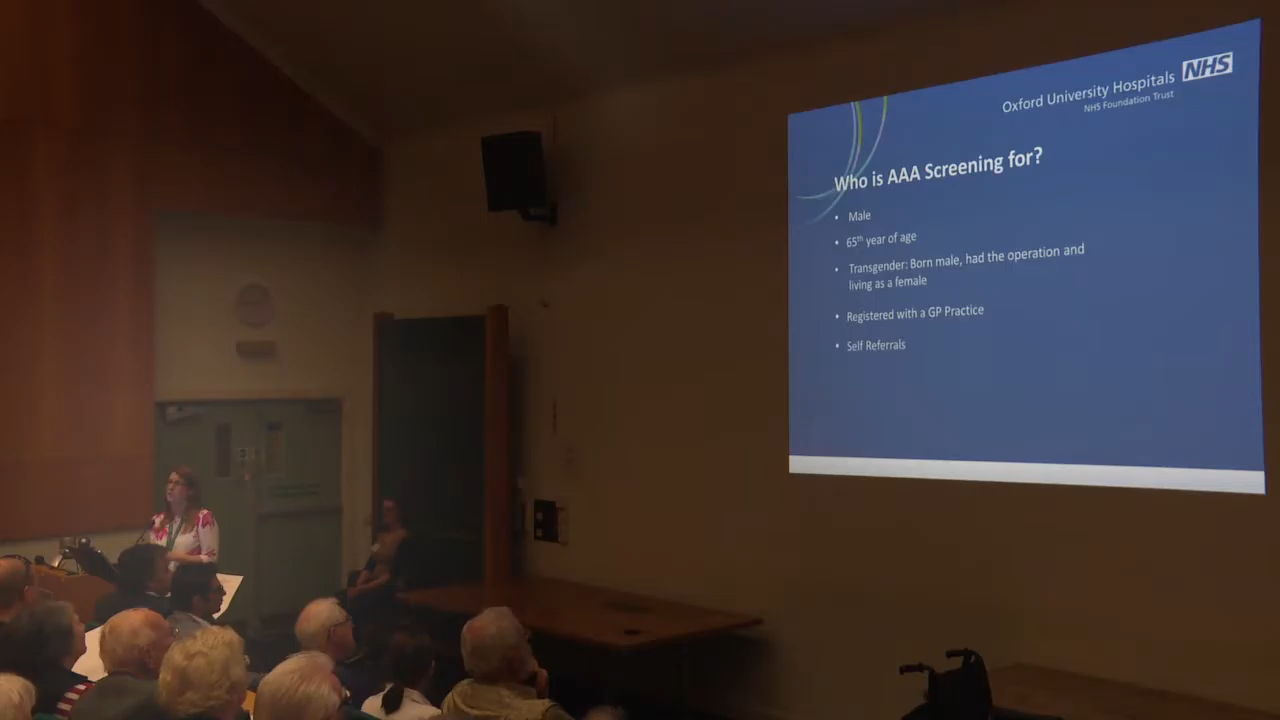 Oxford University Hospitals NHS
NHS Foundation Trust
Who is AAA Screening for?
• Male
• 65th year of age
• Transgender: Born male, had the operation and
living as a female
• Registered with a GP Practice
• Self Referrals